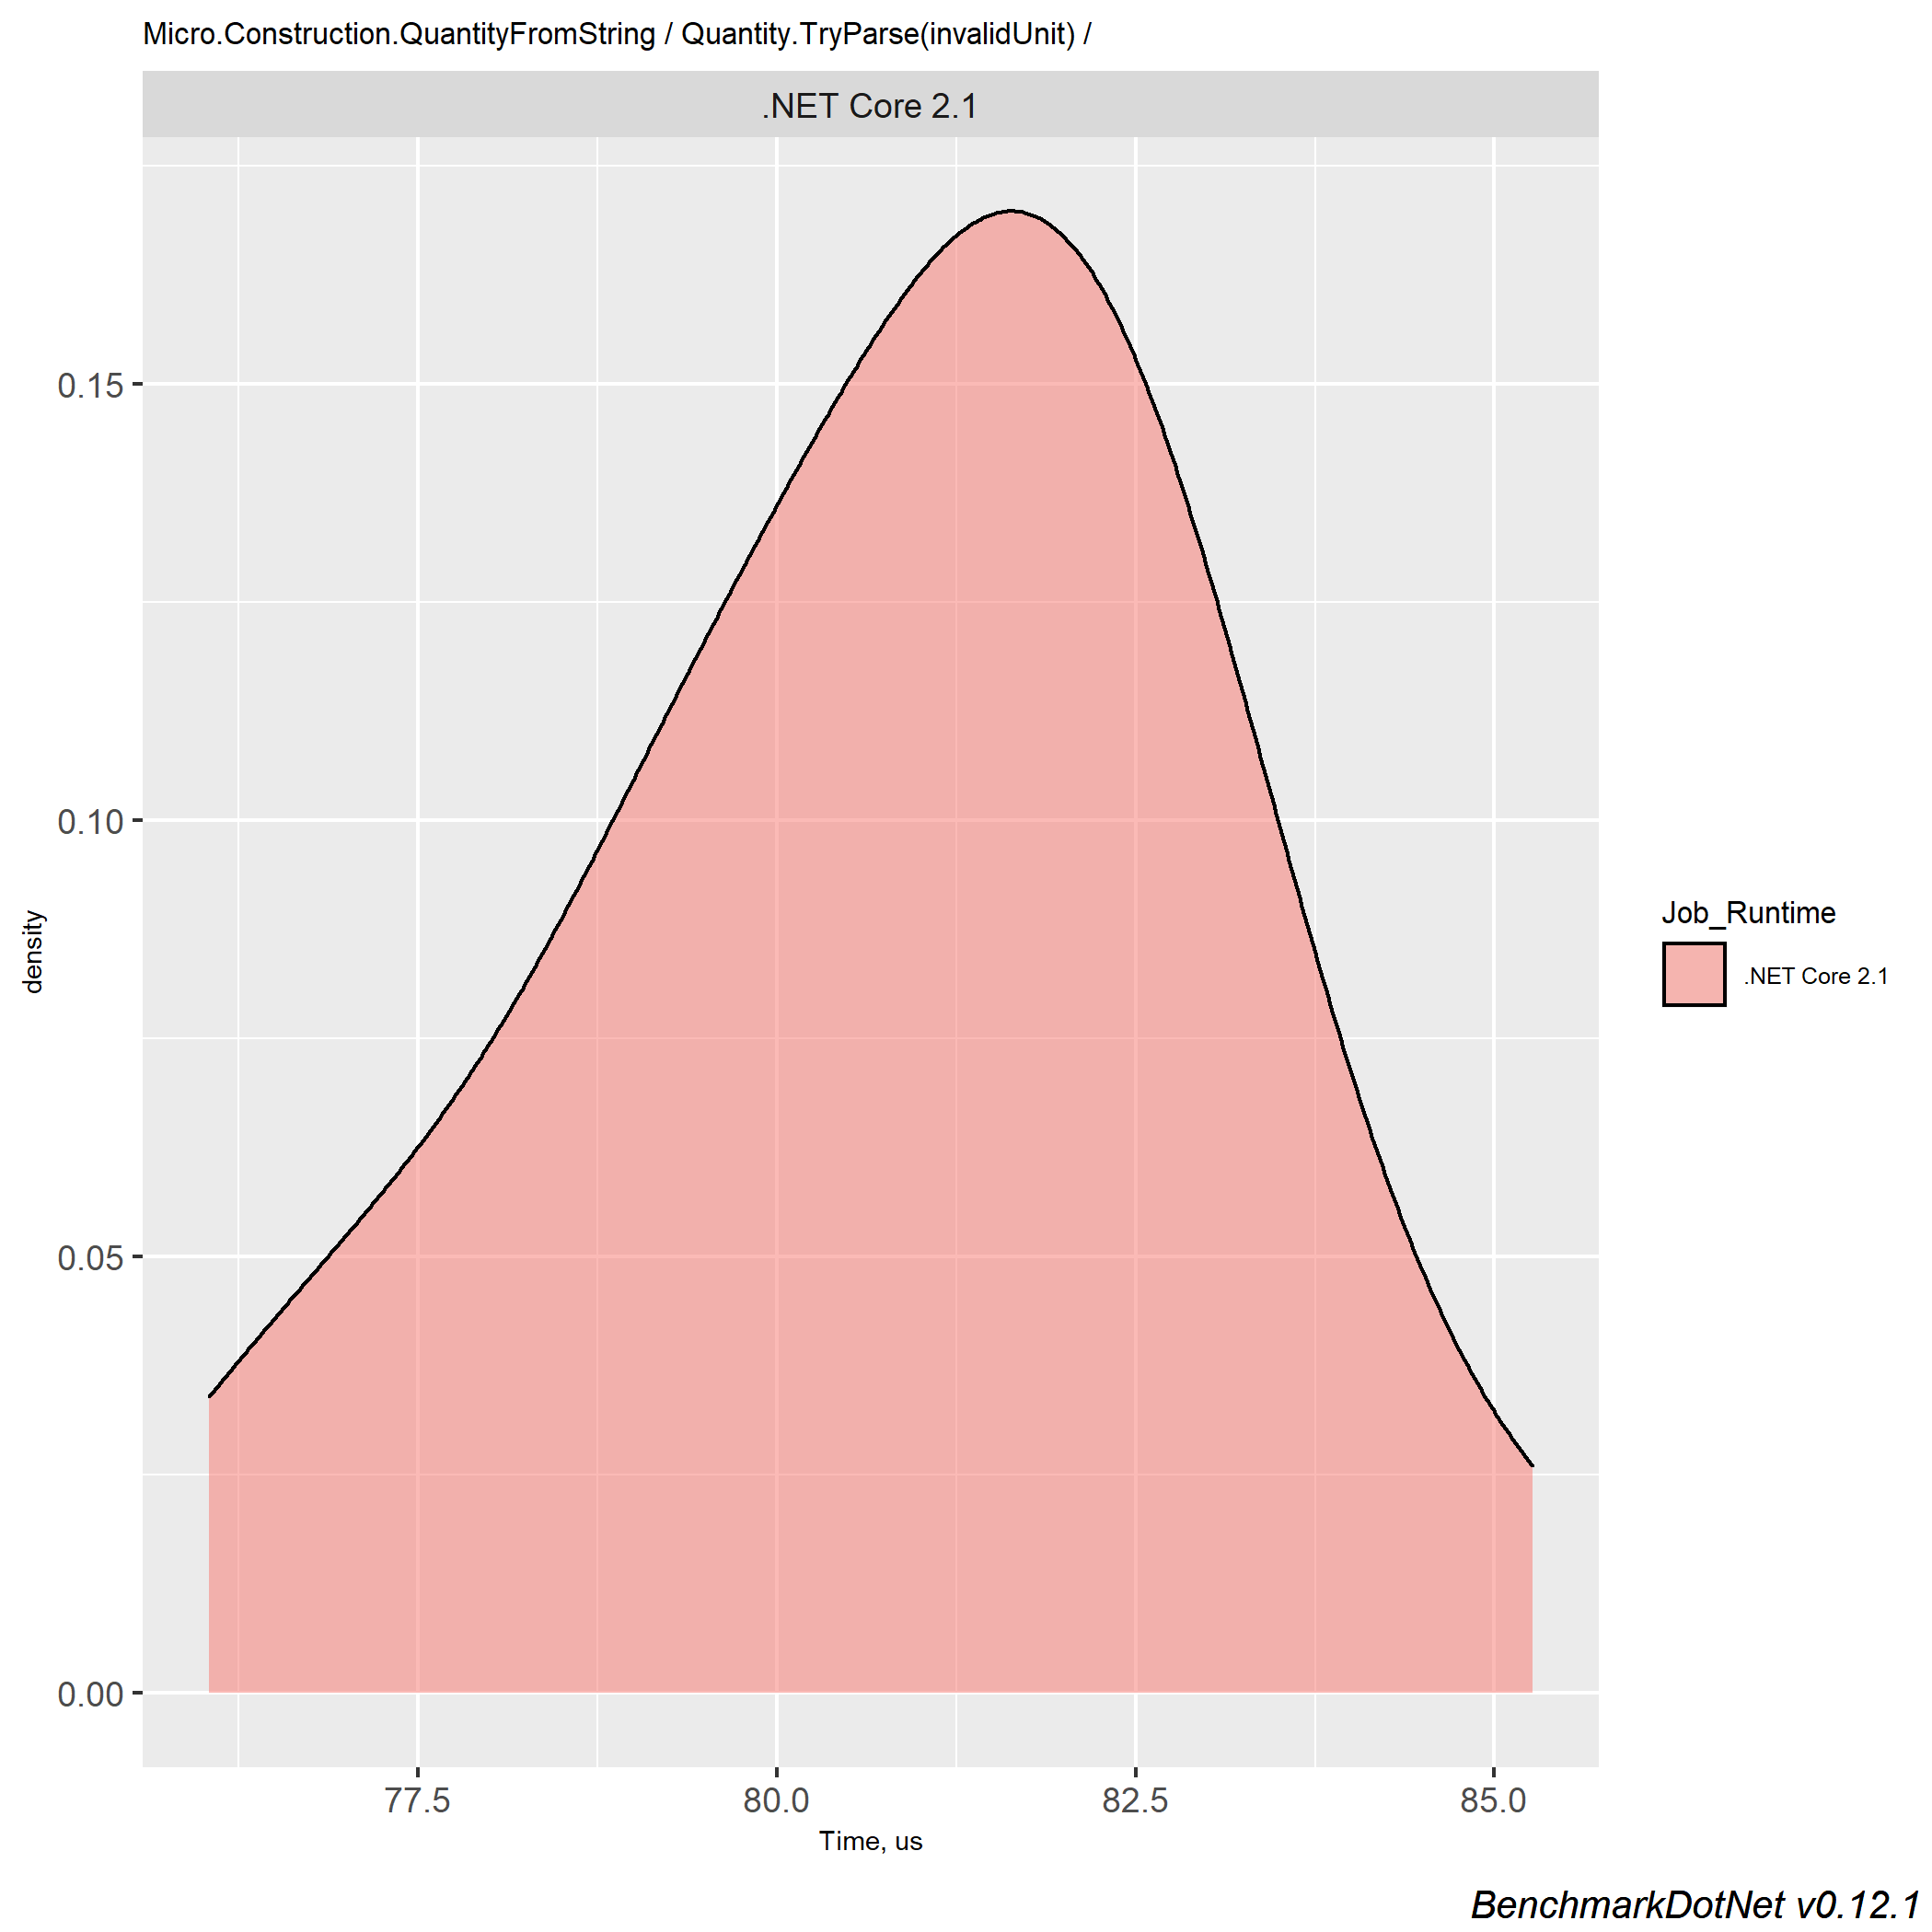 Micro.Construction.QuantityFromString / Quantity.TryParse(invalidUnit) /
.NET Core 2.1
0.15
0.10
0.05
0.00
density
77.5 80.0 82.5 85.0
Time, us
Job_Runtime
.NET Core 2.1
BenchmarkDotNet v0.12.1